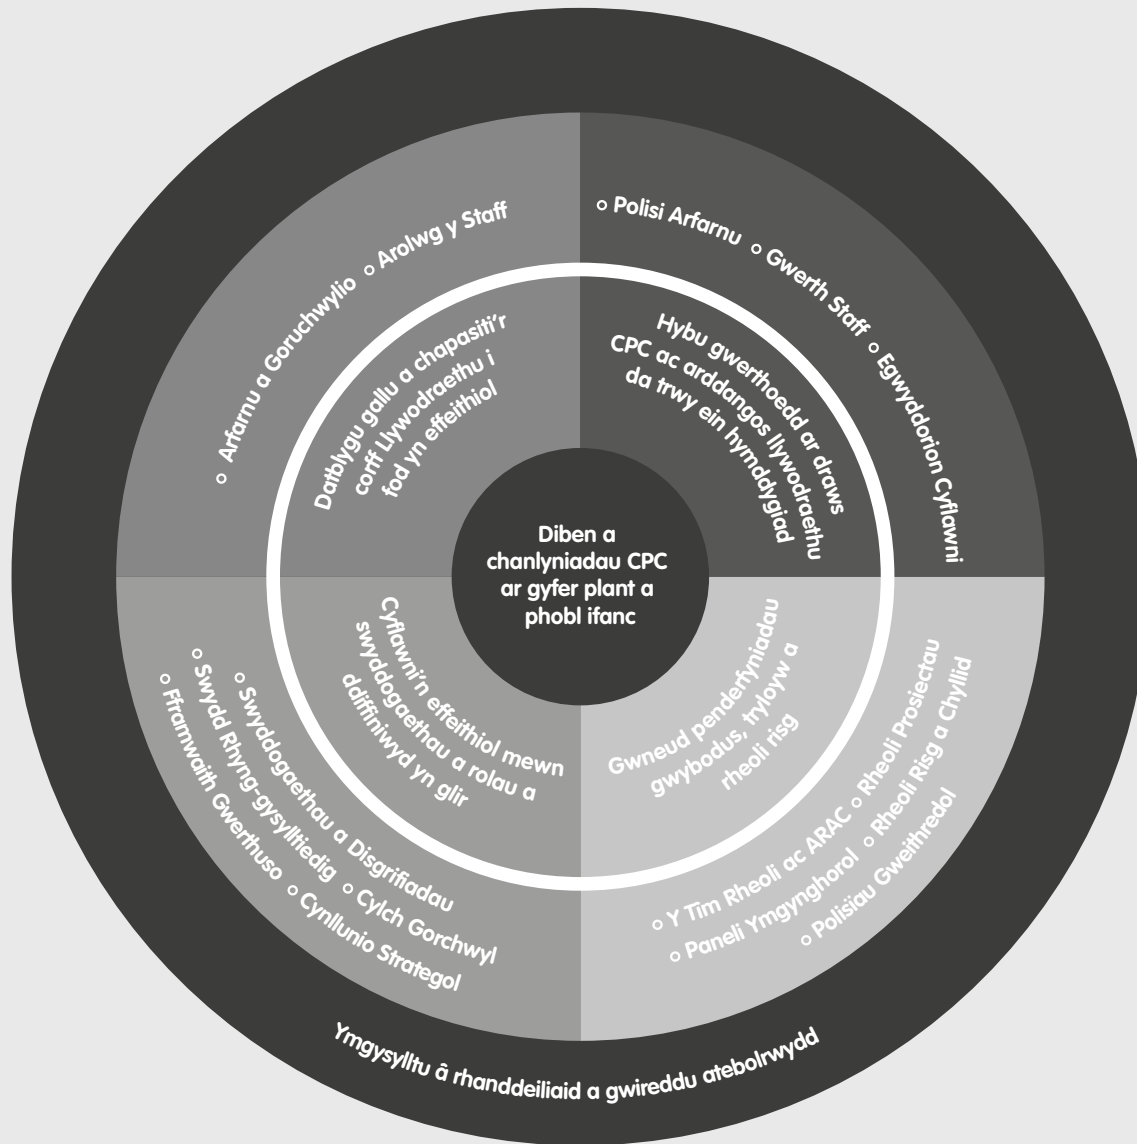 Arfarnu a Goruchwylio
Arolwg y Staff
Polisi Arfarnu
Gwerth Staff
Egwyddorion Cyflawni
Datblygu gallu a chapasiti’r
corff Llywodraethu i
fod yn effeithiol
Hybu gwerthoedd ar draws
CPC ac arddangos llywodraethu
da trwy ein hymddygiad
Diben a
chanlyniadau CPC
ar gyfer plant a
phobl ifanc
Cyflawni’n effeithiol mewn
swyddogaethau a rolau a
ddiffiniwyd yn glir
Gwneud penderfyniadau
gwybodus, tryloyw a
rheoli risg
Swyddogaethau a Disgrifiadau
Swydd Rhyng-gysylltiedig
Cylch Gorchwyl
Fframwaith Gwerthuso
Cynllunio Strategol
Y Tîm Rheoli ac ARAC
Rheoli Prosiectau
Paneli Ymgynghorol
Rheoli Risg a Chyllid
Polisïau Gweithredol
Ymgysylltu â rhanddeiliaid a gwireddu atebolrwydd